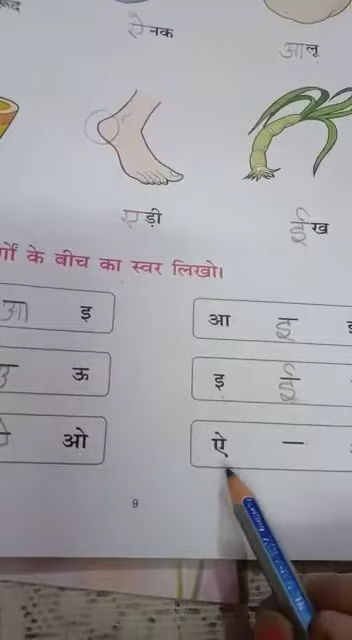 ऐनक
आलू
एड़ी
ईख
के बीच का स्वर लिखो।
आ इ
आ इ
ऊ
इ ई
ओ
ऐ —
9